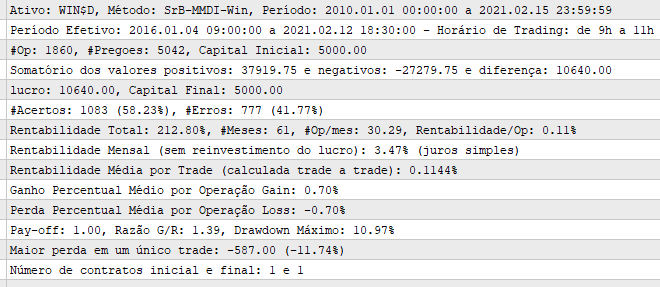 Ativo: WIN$D, Método: SrB-MMDI-Win, Período: 2010.01.01 00:00:00 a 2021.02.15 23:59:59
Período Efetivo: 2016.01.04 09:00:00 a 2021.02.12 18:30:00 - Horário de Trading: de 9h a 11h
#Op: 1860, #Pregoes: 5042, Capital Inicial: 5000.00
Somatório dos valores positivos: 37919.75 e negativos: -27279.75 e diferença: 10640.00
lucro: 10640.00, Capital Final: 5000.00
#Acertos: 1083 (58.23%), #Erros: 777 (41.77%)
Rentabilidade Total: 212.80%, #Meses: 61, #Op/mes: 30.29, Rentabilidade/Op: 0.11%
Rentabilidade Mensal (sem reinvestimento do lucro): 3.47% (juros simples)
Rentabilidade Média por Trade (calculada trade a trade): 0.1144%
Ganho Percentual Médio por Operação Gain: 0.70%
Perda Percentual Média por Operação Loss: -0.70%
Pay-off: 1.00, Razão G/R: 1.39, Drawdown Máximo: 10.97%
Maior perda em um único trade: -587.00 (-11.74%)
Número de contratos inicial e final: 1 e 1